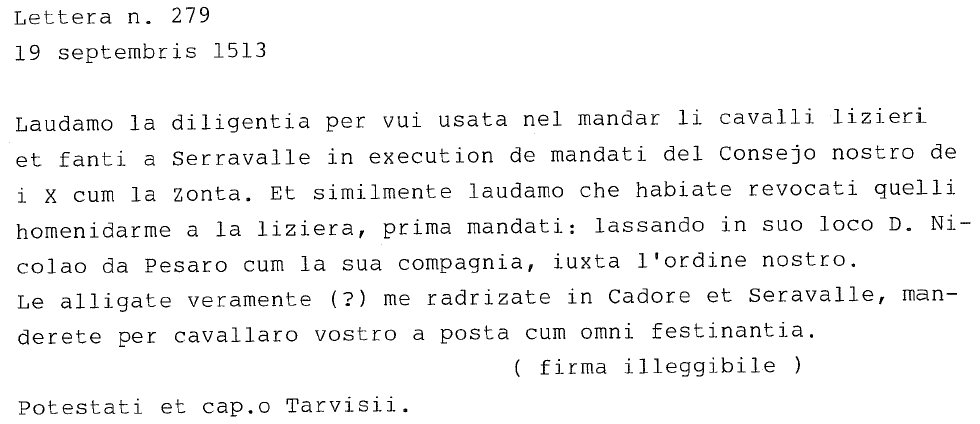 Lettera n. 279
19 septembris 1513
Laudamo la diligentia per vui usata nel mandar li cavalli lizieri
et fanti a Serravalle in execution de mandati del Consejo nostro de
i X cum la Zonta. Et similmente laudamo che habiate revocati quelli
homenidarme a la liziera, prima mandati: lassando in suo loco D. Ni-
colao da Pesaro cum la sua compagnia, iuxta l'ordine nostro.
Le alligate veramente (?) me radrizate in Cadore et Seravalle, man-
derete per cavallaro vostro a posta cum omni festinantia.
( firma illeggibile )
Potestati et cap.o Tarvisii.